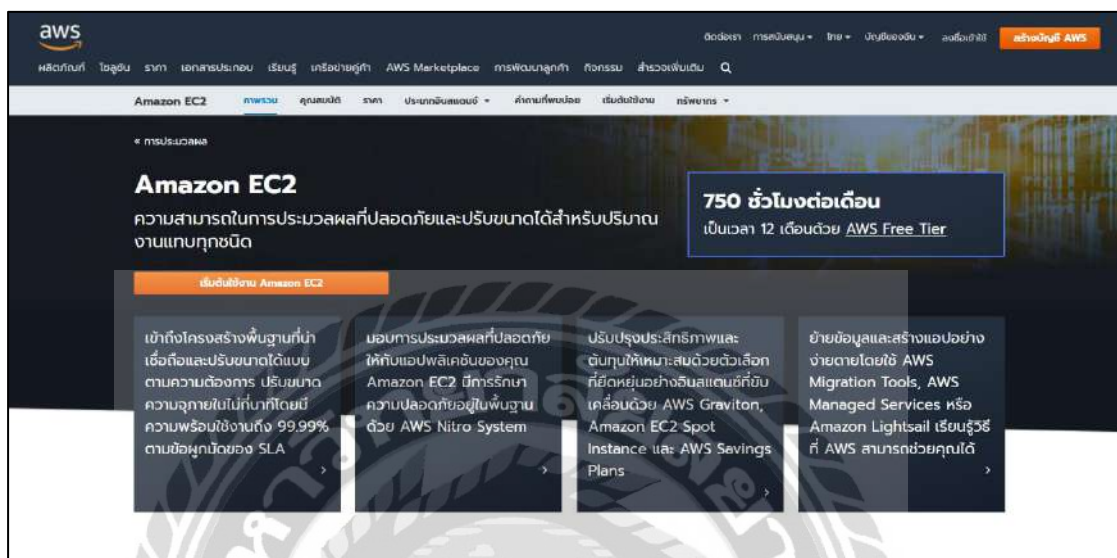 aws
ติดต่อเรา การสนับสนุน ไทย บัญชีของฉัน ลงชื่อเข้าใช้ สร้างบัญชี AWS
ผลิตภัณฑ์ โซลูชัน ราคา เอกสารประกอบ เรียนรู้ เครือข่ายคู่ค้า AWS Marketplace การพัฒนาลูกค้า กิจกรรม สำรวจเพิ่มเติม
Amazon EC2 ภาพรวม คุณสมบัติ ราคา ประเภทอินสแตนซ์ คำถามที่พบบ่อย เริ่มต้นใช้งาน ทรัพยากร
« การประมวลผล
Amazon EC2
ความสามารถในการประมวลผลที่ปลอดภัยและปรับขนาดได้สำหรับปริมาณ
งานแทบทุกชนิด
750 ชั่วโมงต่อเดือน
เป็นเวลา 12 เดือนด้วย AWS Free Tier
เริ่มต้นใช้งาน Amazon EC2
เข้าถึงโครงสร้างพื้นฐานที่น่า
เชื่อถือและปรับขนาดได้แบบ
ตามความต้องการ ปรับขนาด
ความจุภายในไม่กี่นาทีโดยมี
ความพร้อมใช้งานถึง 99.99%
ตามข้อผูกมัดของ SLA
มอบการประมวลผลที่ปลอดภัย
ให้กับแอปพลิเคชันของคุณ
Amazon EC2 มีการรักษา
ความปลอดภัยอยู่ในพื้นฐาน
ด้วย AWS Nitro System
ปรับปรุงประสิทธิภาพและ
ต้นทุนให้เหมาะสมด้วยตัวเลือก
ที่ยืดหยุ่นอย่างอินสแตนซ์ที่ขับ
เคลื่อนด้วย AWS Graviton,
Amazon EC2 Spot
Instance และ AWS Savings
Plans
ย้ายข้อมูลและสร้างแอปอย่าง
ง่ายดายโดยใช้ AWS
Migration Tools, AWS
Managed Services หรือ
Amazon Lightsail เรียนรู้วิธี
ที่ AWS สามารถช่วยคุณได้